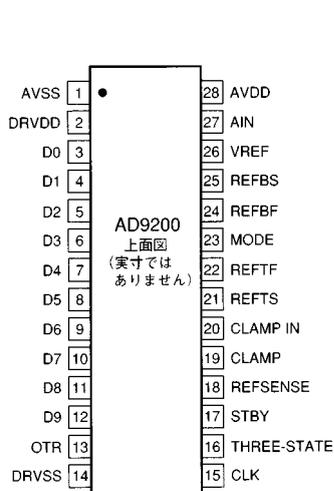 AVSS 1 28 AVDD
DRVDD 2 27 AIN
D0 3 26 VREF
D1 4 25 REFBS
D2 5 24 REFBF
D3 6 23 MODE
D4 7 22 REFTF
D5 8 21 REFTS
D6 9 20 CLAMP IN
D7 10 19 CLAMP
D8 11 18 REFSENSE
D9 12 17 STBY
OTR 13 16 THREE-STATE
DRVSS 14 15 CLK
AD9200
上面図
(実寸では
ありません)